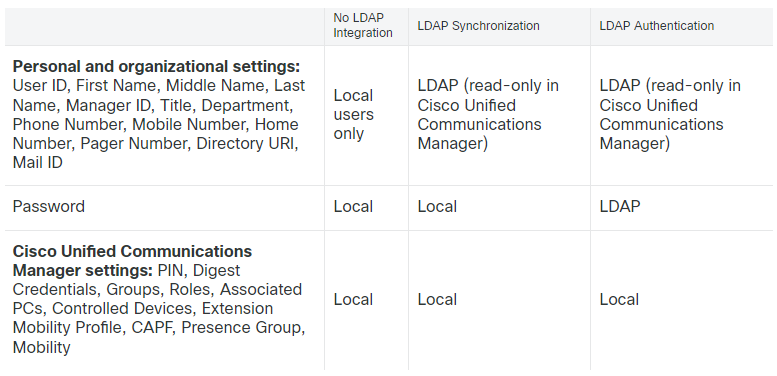 No LDAP
Integration
LDAP Synchronization
LDAP Authentication
Personal and organizational settings:
User ID, First Name, Middle Name, Last
Name, Manager ID, Title, Department,
Phone Number, Mobile Number, Home
Number, Pager Number, Directory URI,
Mail ID
Local
users
only
LDAP (read-only in
Cisco Unified
Communications
Manager)
LDAP (read-only in
Cisco Unified
Communications
Manager)
Password
Local
Local
LDAP
Cisco Unified Communications
Manager settings: PIN, Digest
Credentials, Groups, Roles, Associated
PCs, Controlled Devices, Extension
Mobility Profile, CAPF, Presence Group,
Mobility
Local
Local
Local